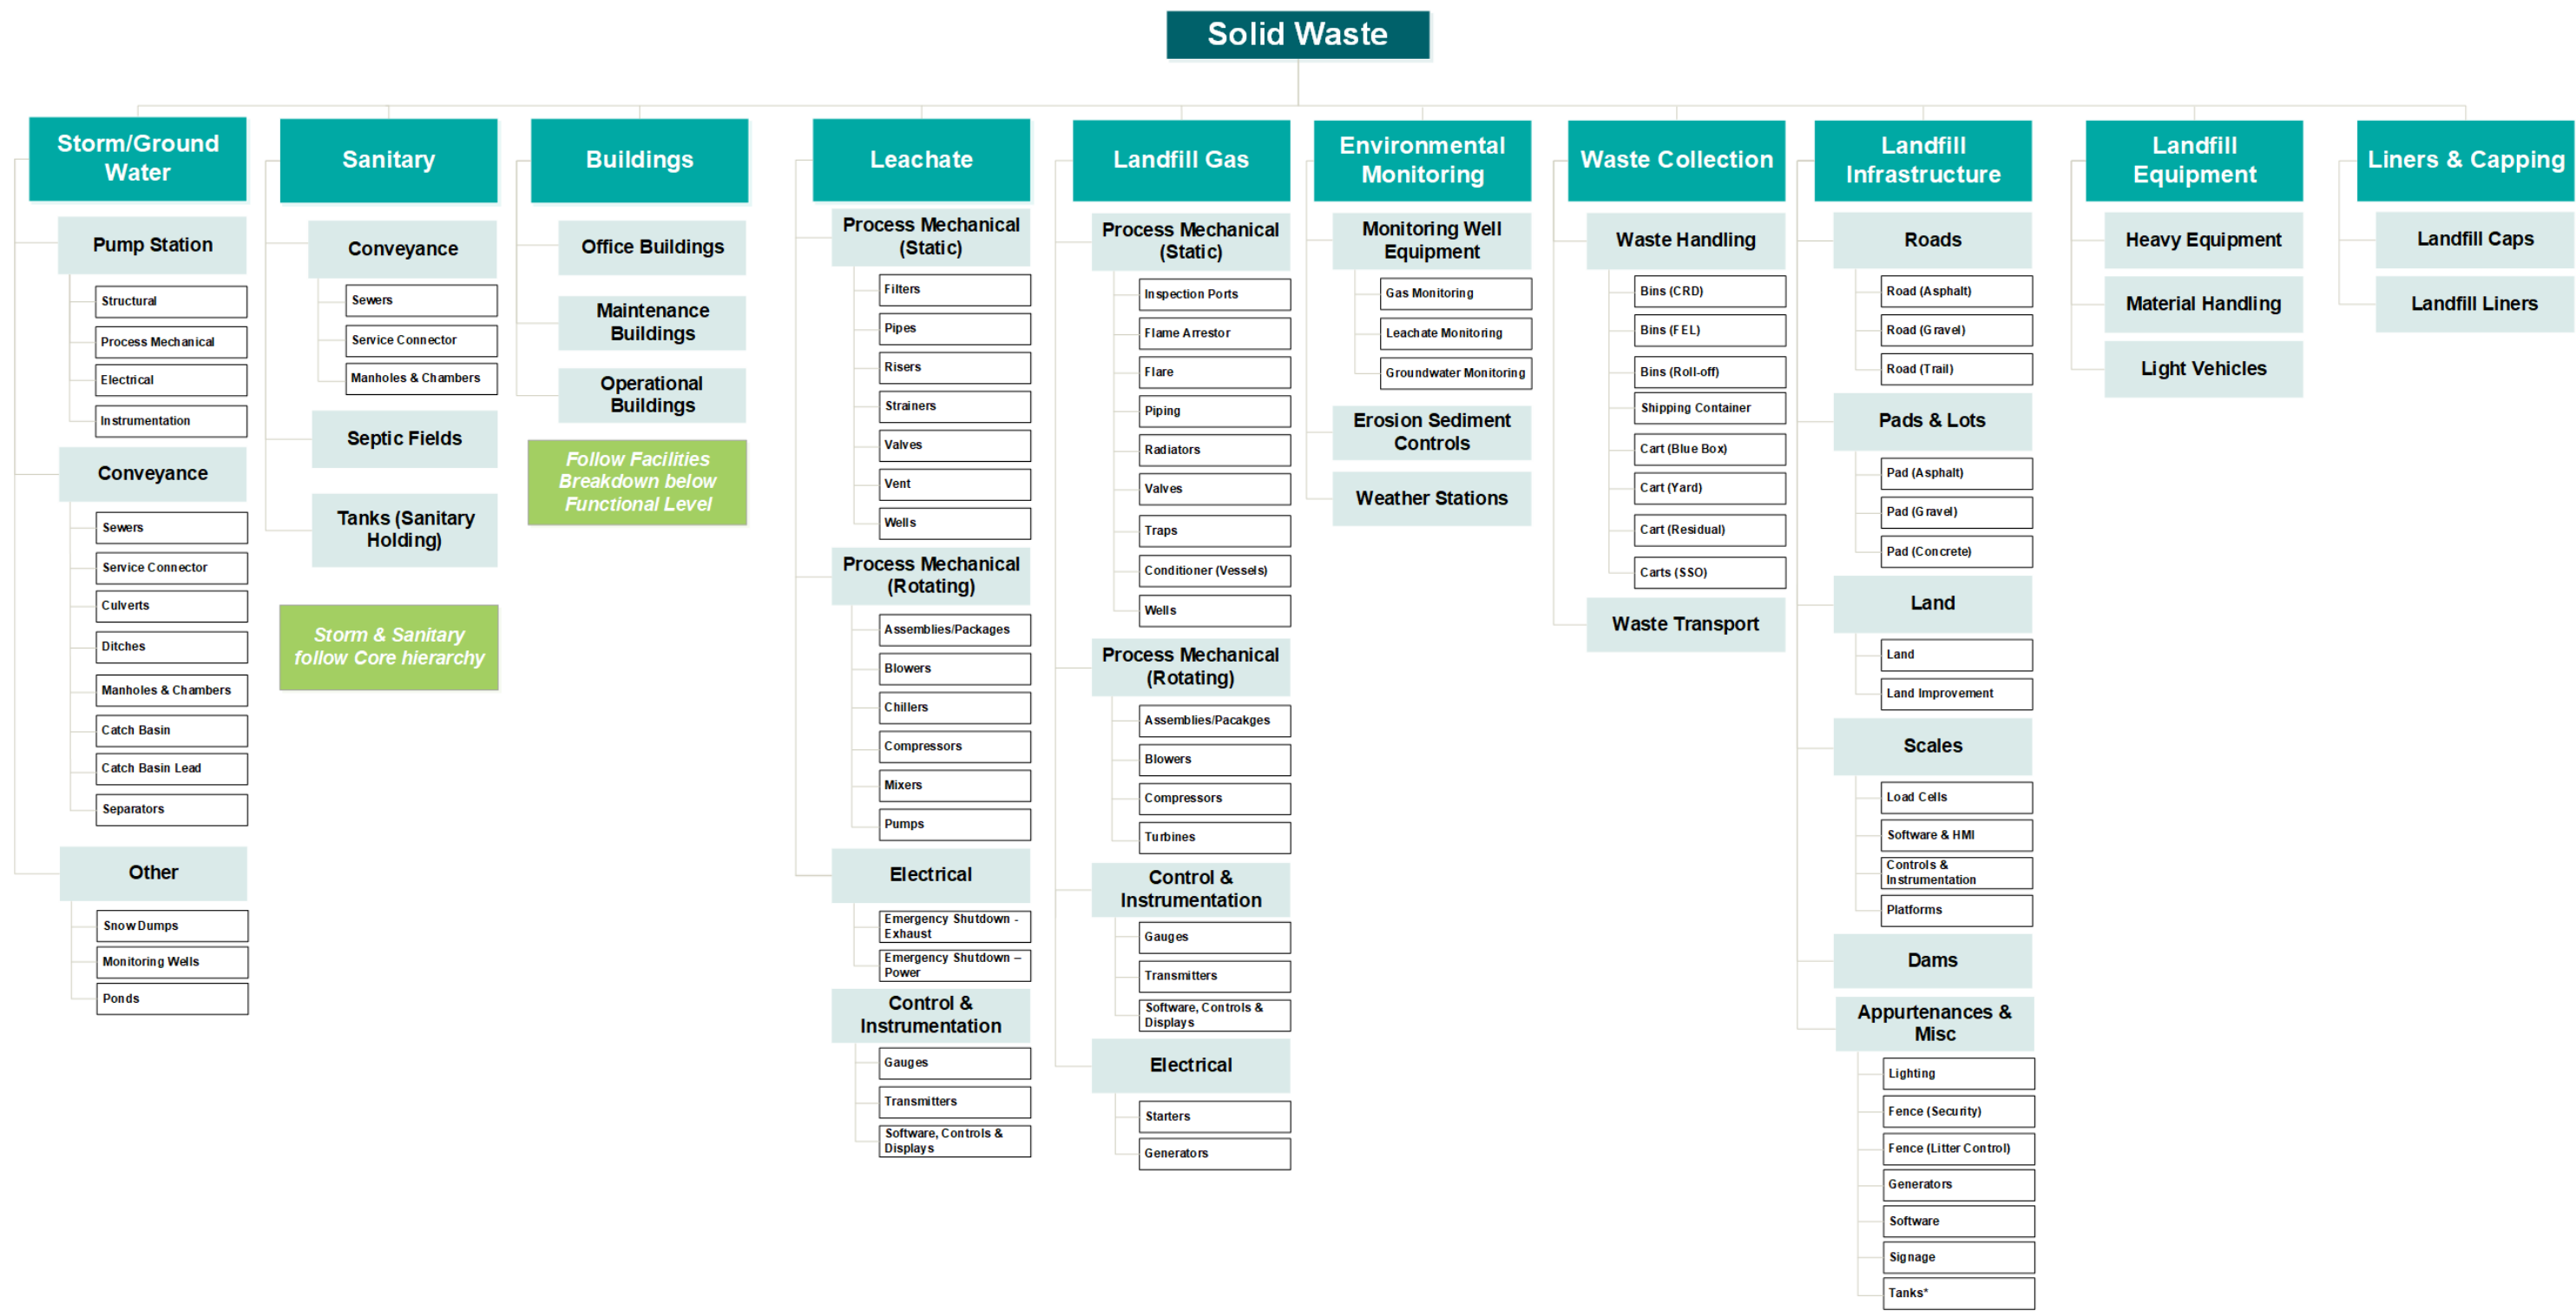 Solid Waste
Storm/Ground
Water
Pump Station
Structural
Process Mechanical
Electrical
Instrumentation
Conveyance
Sewers
Service Connector
Culverts
Ditches
Manholes & Chambers
Catch Basin
Catch Basin Lead
Separators
Other
Snow Dumps
Monitoring Wells
Ponds
Sanitary
Conveyance
Sewers
Service Connector
Manholes & Chambers
Septic Fields
Tanks (Sanitary
Holding)
Storm & Sanitary
follow Core hierarchy
Buildings
Office Buildings
Maintenance
Buildings
Operational
Buildings
Follow Facilities
Breakdown below
Functional Level
Leachate
Process Mechanical
(Static)
Filters
Pipes
Risers
Strainers
Valves
Vent
Wells
Process Mechanical
(Rotating)
Assemblies/Packages
Blowers
Chillers
Compressors
Mixers
Pumps
Electrical
Emergency Shutdown -
Exhaust
Emergency Shutdown –
Power
Control &
Instrumentation
Gauges
Transmitters
Software, Controls &
Displays
Landfill Gas
Process Mechanical
(Static)
Inspection Ports
Flame Arrestor
Flare
Piping
Radiators
Valves
Traps
Conditioner (Vessels)
Wells
Process Mechanical
(Rotating)
Assemblies/Pacakges
Blowers
Compressors
Turbines
Control &
Instrumentation
Gauges
Transmitters
Software, Controls &
Displays
Electrical
Starters
Generators
Environmental
Monitoring
Monitoring Well
Equipment
Gas Monitoring
Leachate Monitoring
Groundwater Monitoring
Erosion Sediment
Controls
Weather Stations
Waste Collection
Waste Handling
Bins (CRD)
Bins (FEL)
Bins (Roll-off)
Shipping Container
Cart (Blue Box)
Cart (Yard)
Cart (Residual)
Carts (SSO)
Waste Transport
Landfill
Infrastructure
Roads
Road (Asphalt)
Road (Gravel)
Road (Trail)
Pads & Lots
Pad (Asphalt)
Pad (Gravel)
Pad (Concrete)
Land
Land
Land Improvement
Scales
Load Cells
Software & HMI
Controls &
Instrumentation
Platforms
Dams
Appurtenances &
Misc
Lighting
Fence (Security)
Fence (Litter Control)
Generators
Software
Signage
Tanks*
Landfill
Equipment
Heavy Equipment
Material Handling
Light Vehicles
Liners & Capping
Landfill Caps
Landfill Liners